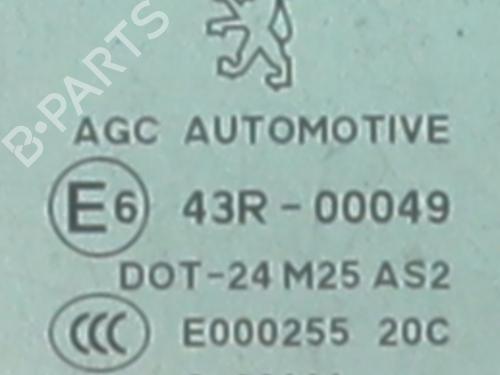 B-PARTS
AGC AUTOMOTIVE
E6 43R-00049
DOT-24 M25 AS2
CCC E000255 20C